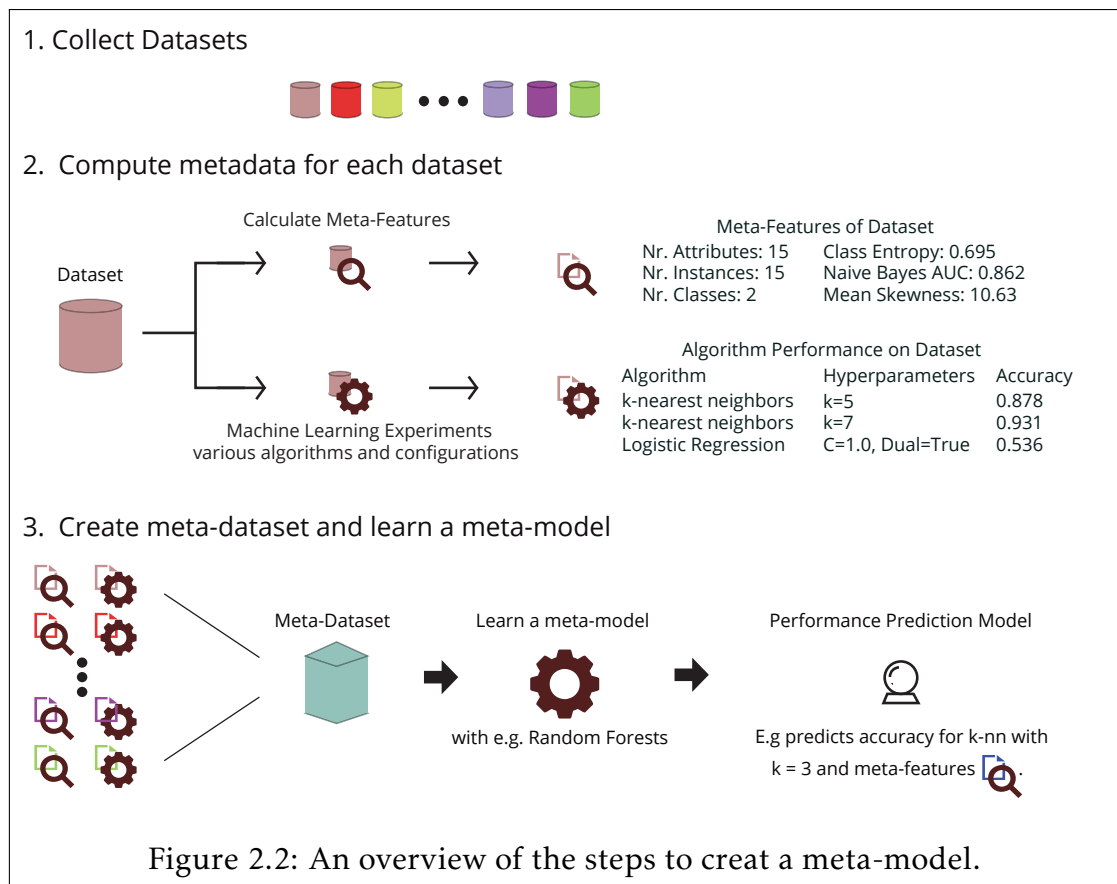 1. Collect Datasets
2. Compute metadata for each dataset
Calculate Meta-Features
Dataset
Meta-Features of Dataset
Nr. Attributes: 15 Class Entropy: 0.695
Nr. Instances: 15 Naive Bayes AUC: 0.862
Nr. Classes: 2 Mean Skewness: 10.63
Machine Learning Experiments
various algorithms and configurations
Algorithm Performance on Dataset
Algorithm Hyperparameters Accuracy
k-nearest neighbors k=5 0.878
k-nearest neighbors k=7 0.931
Logistic Regression C=1.0, Dual=True 0.536
3. Create meta-dataset and learn a meta-model
Meta-Dataset
Learn a meta-model
with e.g. Random Forests
Performance Prediction Model
E.g predicts accuracy for k-nn with
k = 3 and meta-features .
Figure 2.2: An overview of the steps to creat a meta-model.